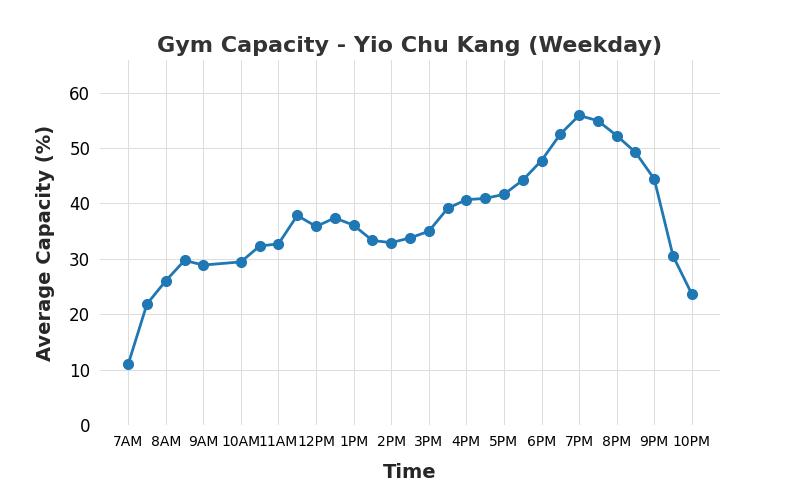 Gym Capacity - Yio Chu Kang (Weekday)
Average Capacity (%)
60
50
40
30
20
10
0
7AM 8AM 9AM 10AM 11AM 12PM 1PM 2PM 3PM 4PM 5PM 6PM 7PM 8PM 9PM 10PM
Time